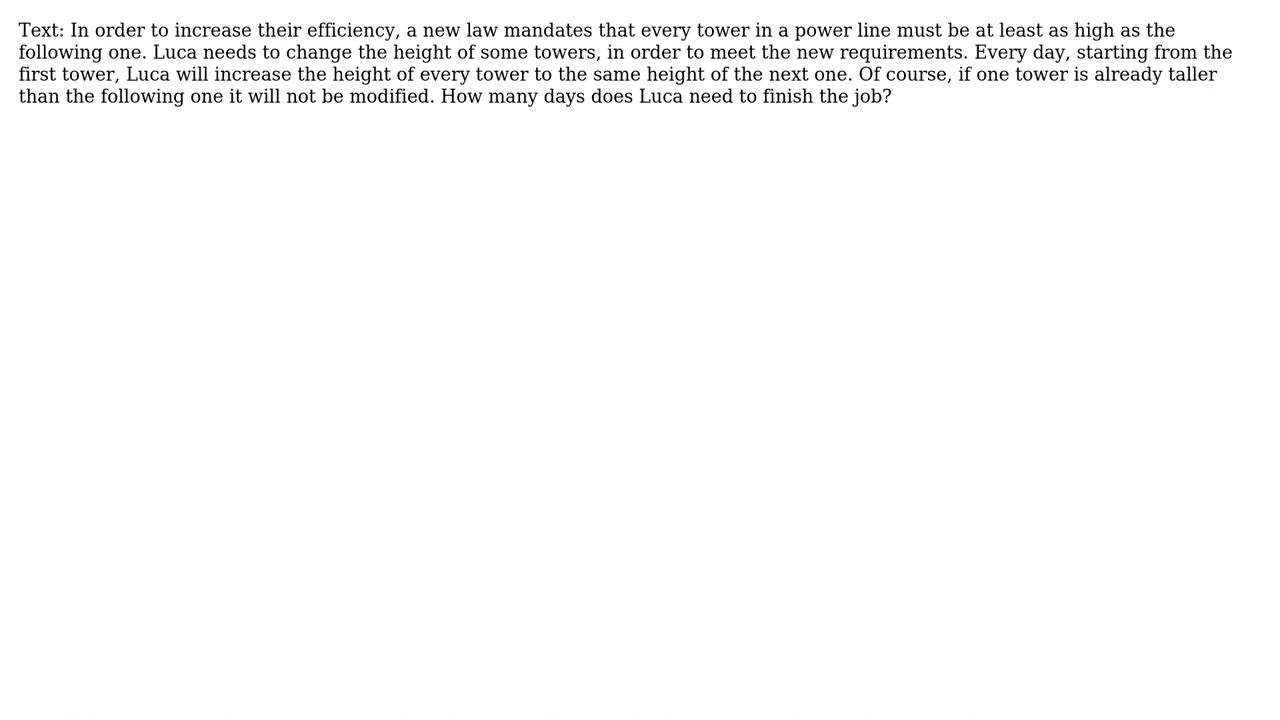 Text: In order to increase their efficiency, a new law mandates that every tower in a power line must be at least as high as the
following one. Luca needs to change the height of some towers, in order to meet the new requirements. Every day, starting from the
first tower, Luca will increase the height of every tower to the same height of the next one. Of course, if one tower is already taller
than the following one it will not be modified. How many days does Luca need to finish the job?